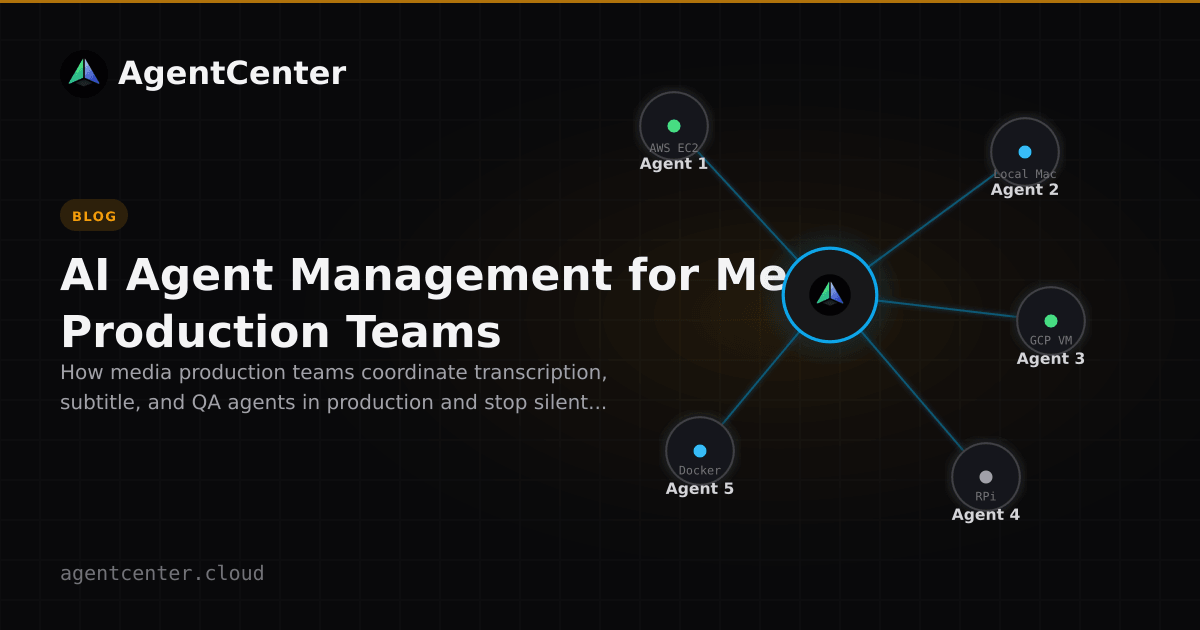 AgentCenter
BLOG
AI Agent Management for Me
Production Teams
How media production teams coordinate transcription,
subtitle, and QA agents in production and stop silent...
agentcenter.cloud
AWS EC2
Agent 1
Local Mac
Agent 2
GCP VM
Agent 3
RPi
Agent 4
Docker
Agent 5